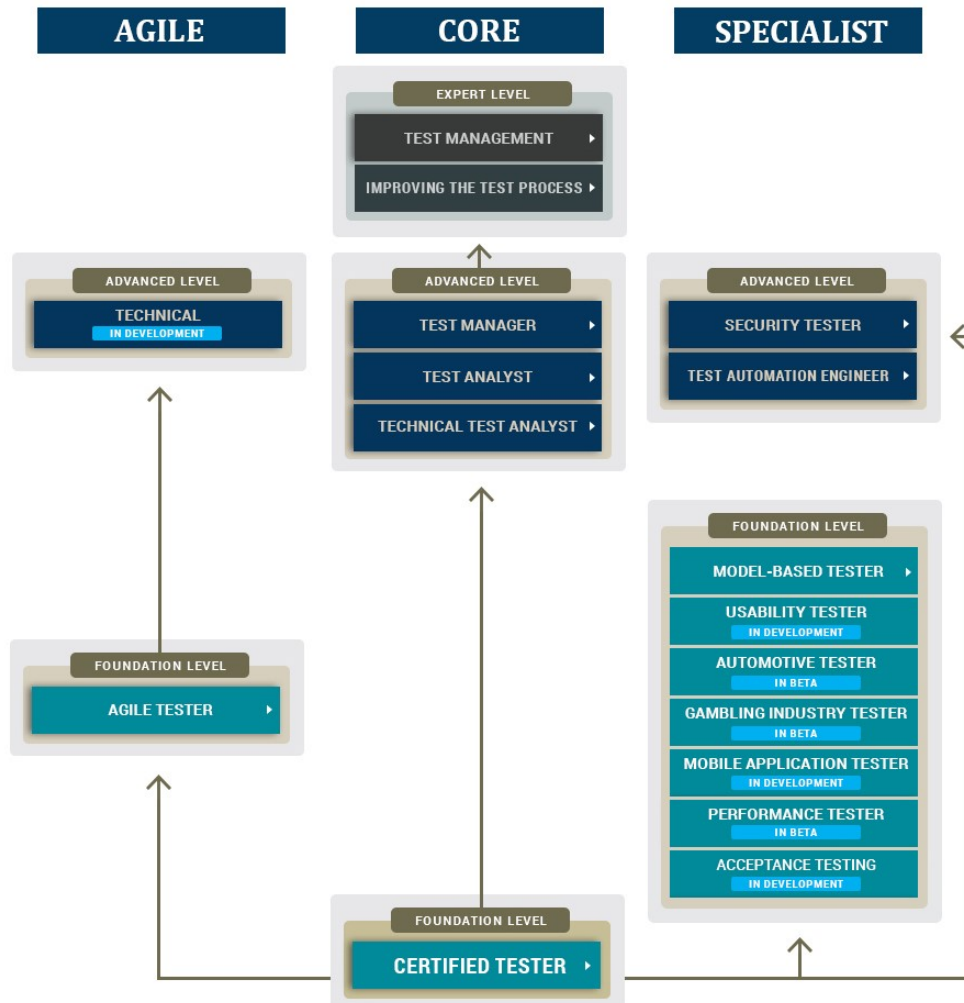 AGILE
CORE
SPECIALIST
EXPERT LEVEL
TEST MANAGEMENT
IMPROVING THE TEST PROCESS
ADVANCED LEVEL
TECHNICAL
IN DEVELOPMENT
ADVANCED LEVEL
TEST MANAGER
TEST ANALYST
TECHNICAL TEST ANALYST
ADVANCED LEVEL
SECURITY TESTER
TEST AUTOMATION ENGINEER
FOUNDATION LEVEL
AGILE TESTER
FOUNDATION LEVEL
MODEL-BASED TESTER
USABILITY TESTER
IN DEVELOPMENT
AUTOMOTIVE TESTER
IN BETA
GAMBLING INDUSTRY TESTER
IN BETA
MOBILE APPLICATION TESTER
IN DEVELOPMENT
PERFORMANCE TESTER
IN BETA
ACCEPTANCE TESTING
IN DEVELOPMENT
FOUNDATION LEVEL
CERTIFIED TESTER